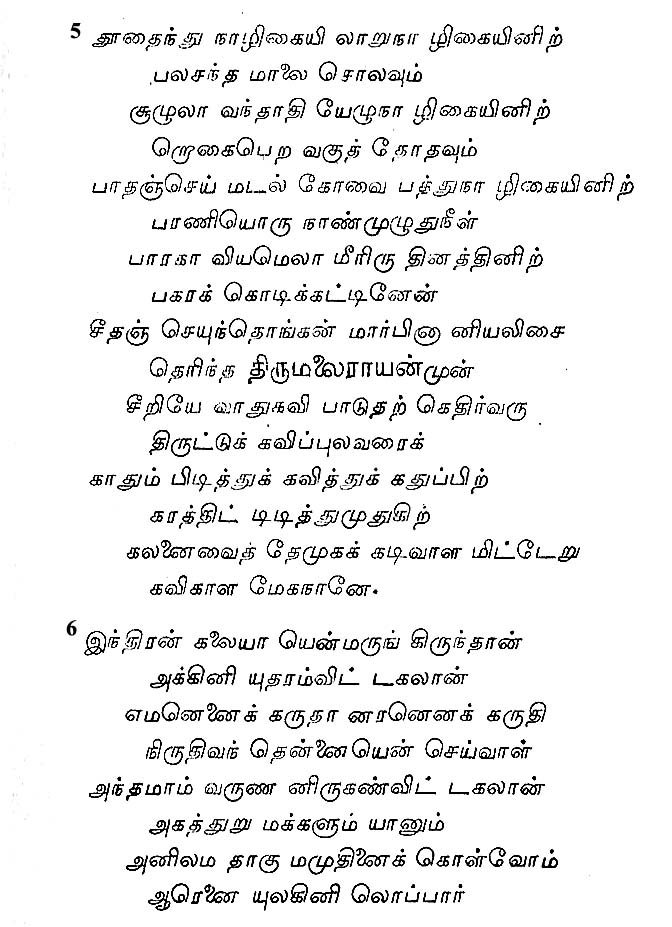 5 தூதைந்து நாழிகையி லாறுநா ழிகையினிற்
பலசந்த மாலை சொலவும்
சூழுலா வந்தாதி யேழுநா ழிகையினிற்
றொகைபெற வகுத் தோதவும்
பாதஞ்செய் மடல் கோவை பத்துநா ழிகையினிற்
பாணியொரு நாண்முழுதுநீள்
பாரகா வியமெலா மீரிரு தினத்தினிற்
பகரக் கொடிக்கட்டினேன்
சீதஞ் செயுந்தொங்கன் மார்பினா னியலிசை
தெரிந்த திருமலைராயன்முன்
சீறியே வாதுகவி பாடுதற் கெதிர்வரு
திருட்டுக் கவிப்புலவரைக்
காதும் பிடித்துக் கவித்துக் கதுப்பிற்
கரத்திட் டிடித்துமுதுகிற்
கலனைவைத் தேமுகக் கடிவாள மிட்டேறு
கவிகாள மேகநானே.
6 இந்திரன் கலையா யென்மருங் கிருந்தான்
அக்கினி யுதரம்விட் டகலான்
எமனெனைக் கருதா னரனெனக் கருதி
நிருதிவந் தென்னையென் செய்வாள்
அந்தமாம் வருண னிருகண்விட் டகலான்
அகத்துறு மக்களும் யானும்
அனிலம தாகு மமுதினைக் கொள்வோம்
ஆரெனை யுலகினி லொப்பார்